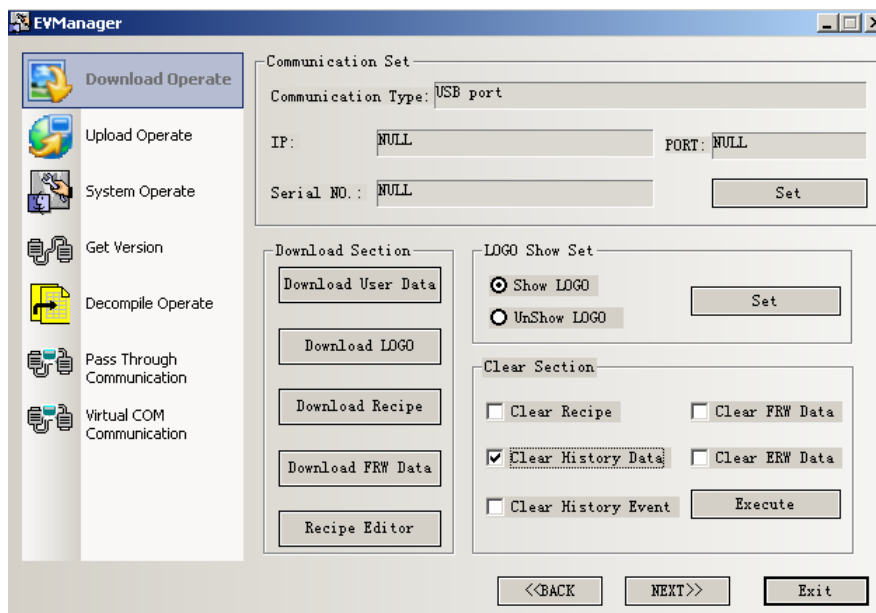 EVManager
Download Operate
Upload Operate
System Operate
Get Version
Decompile Operate
Pass Through
Communication
Virtual COM
Communication
Communication Set
Communication Type: USB port
IP: NULL PORT: NULL
Serial NO.: NULL Set
Download Section
Download User Data
Download LOGO
Download Recipe
Download FRW Data
Recipe Editor
LOGO Show Set
Show LOGO
UnShow LOGO
Set
Clear Section
Clear Recipe Clear FRW Data
Clear History Data Clear ERW Data
Clear History Event Execute
<<BACK NEXT>> Exit